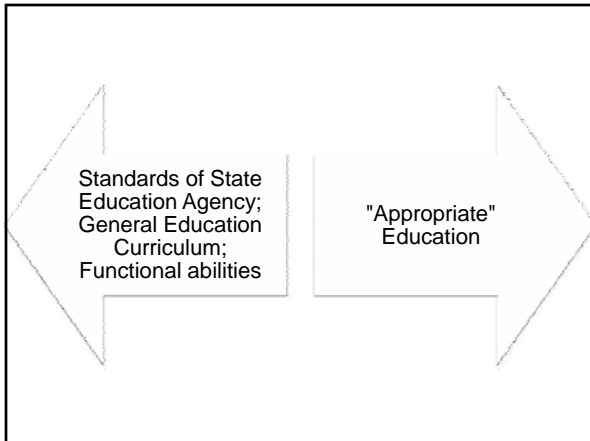 Standards of State
Education Agency;
General Education
Curriculum;
Functional abilities
"Appropriate"
Education